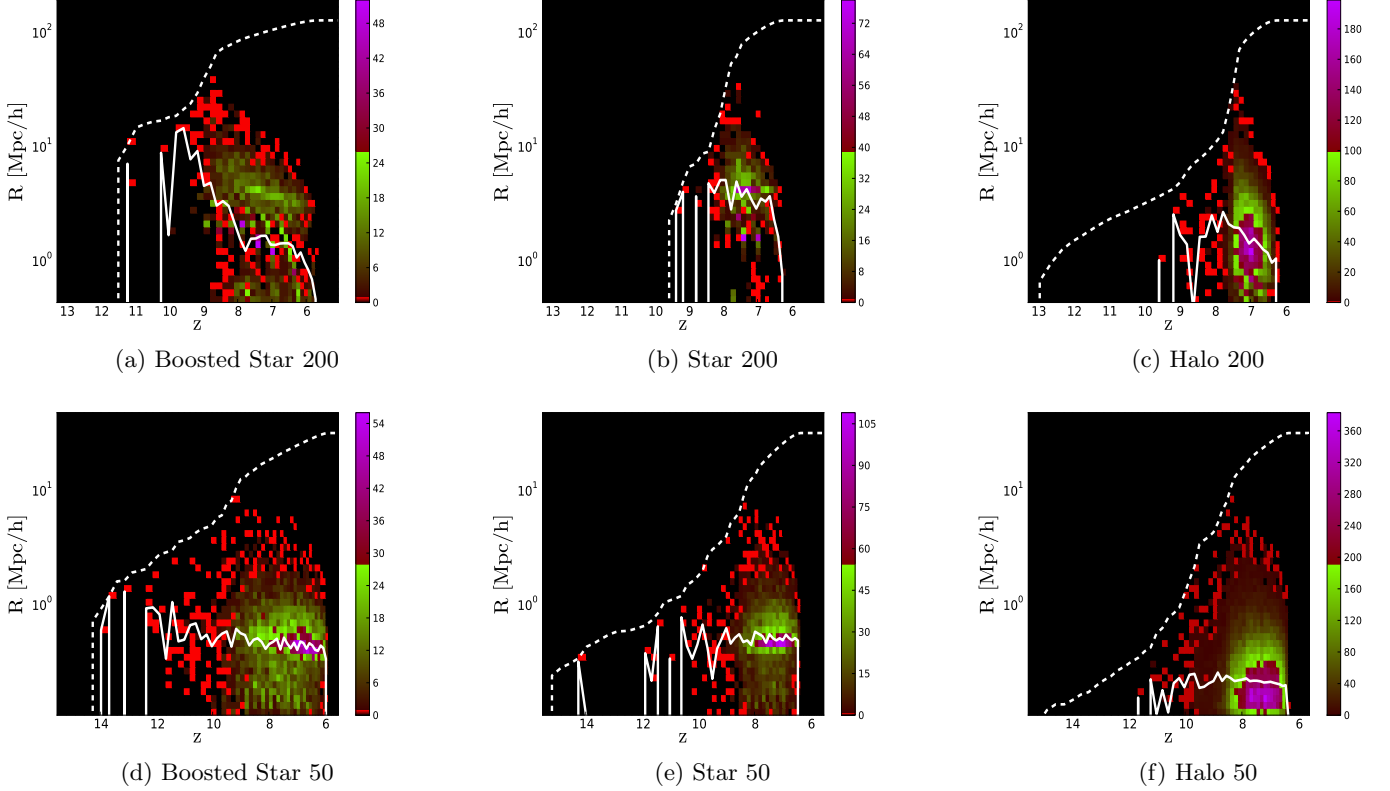 10² 10¹ 10⁰
R [Mpc/h]
13 12 11 10 9 8 7 6
z
48 42 36 30 24 18 12 6 0
(a) Boosted Star 200
10² 10¹ 10⁰
R [Mpc/h]
13 12 11 10 9 8 7 6
z
72 64 56 48 40 32 24 16 8 0
(b) Star 200
10² 10¹ 10⁰
R [Mpc/h]
13 12 11 10 9 8 7 6
z
180 160 140 120 100 80 60 40 20 0
(c) Halo 200
10¹ 10⁰
R [Mpc/h]
14 12 10 8 6
z
54 48 42 36 30 24 18 12 6 0
(d) Boosted Star 50
10¹ 10⁰
R [Mpc/h]
14 12 10 8 6
z
105 90 75 60 45 30 15 0
(e) Star 50
10¹ 10⁰
R [Mpc/h]
14 12 10 8 6
z
360 320 280 240 200 160 120 80 40 0
(f) Halo 50